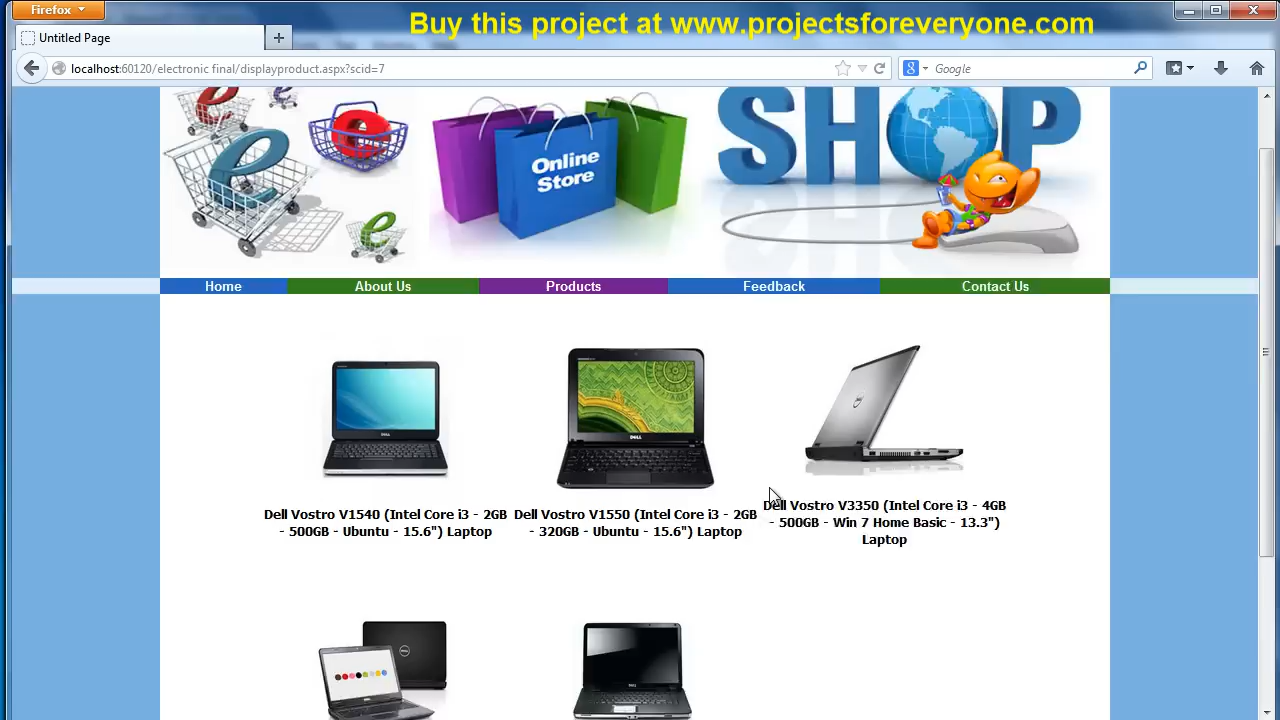 Firefox
Buy this project at www.projectsforeveryone.com
Untitled Page
localhost:60120/electronic final/displayproduct.aspx?scid=7
Google
Online
Store
SHOP
Home
About Us
Products
Feedback
Contact Us
Dell Vostro V1540 (Intel Core i3 - 2GB
- 500GB - Ubuntu - 15.6") Laptop
Dell Vostro V1550 (Intel Core i3 - 2GB
- 320GB - Ubuntu - 15.6") Laptop
Dell Vostro V3350 (Intel Core i3 - 4GB
- 500GB - Win 7 Home Basic - 13.3")
Laptop